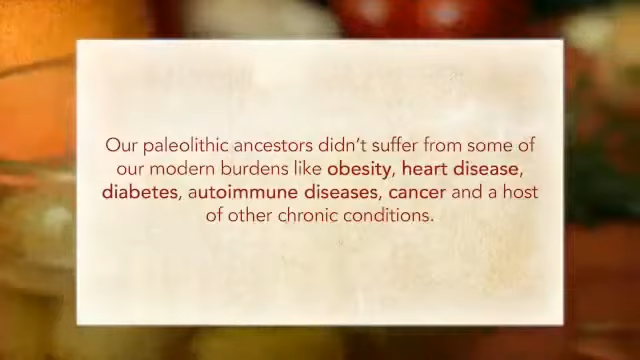 Our paleolithic ancestors didn't suffer from some of
our modern burdens like obesity, heart disease,
diabetes, autoimmune diseases, cancer and a host
of other chronic conditions.